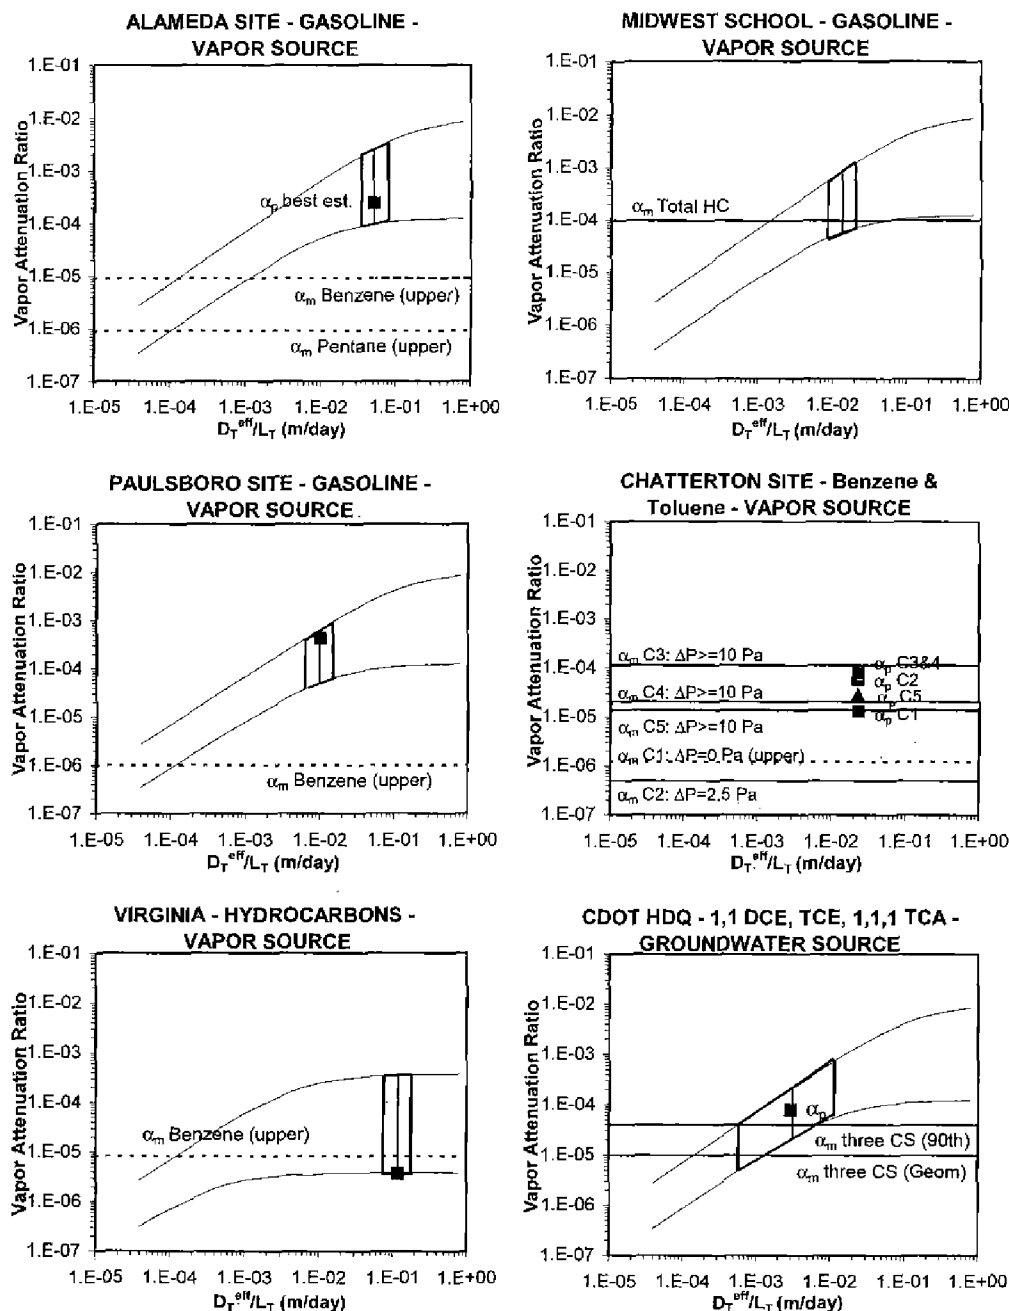 ALAMEDA SITE - GASOLINE -
VAPOR SOURCE
Vapor Attenuation Ratio
1.E-01
1.E-02
1.E-03
1.E-04
1.E-05
1.E-06
1.E-07
αp best est.
αm Benzene (upper)
αm Pentane (upper)
1.E-05 1.E-04 1.E-03 1.E-02 1.E-01 1.E+00
DT^eff/LT (m/day)
MIDWEST SCHOOL - GASOLINE -
VAPOR SOURCE
Vapor Attenuation Ratio
1.E-01
1.E-02
1.E-03
1.E-04
1.E-05
1.E-06
1.E-07
αm Total HC
1.E-05 1.E-04 1.E-03 1.E-02 1.E-01 1.E+00
DT^eff/LT (m/day)
PAULSBORO SITE - GASOLINE -
VAPOR SOURCE
Vapor Attenuation Ratio
1.E-01
1.E-02
1.E-03
1.E-04
1.E-05
1.E-06
1.E-07
αm Benzene (upper)
1.E-05 1.E-04 1.E-03 1.E-02 1.E-01 1.E+00
DT^eff/LT (m/day)
CHATTERTON SITE - Benzene &
Toluene - VAPOR SOURCE
Vapor Attenuation Ratio
1.E-01
1.E-02
1.E-03
1.E-04
1.E-05
1.E-06
1.E-07
αm C3: ΔP>=10 Pa
αp C3&4
αp C2
αm C4: ΔP>=10 Pa
αp C5
αp C1
αm C5: ΔP>=10 Pa
αm C1: ΔP=0 Pa (upper)
αm C2: ΔP=2.5 Pa
1.E-05 1.E-04 1.E-03 1.E-02 1.E-01 1.E+00
DT^eff/LT (m/day)
VIRGINIA - HYDROCARBONS -
VAPOR SOURCE
Vapor Attenuation Ratio
1.E-01
1.E-02
1.E-03
1.E-04
1.E-05
1.E-06
1.E-07
αm Benzene (upper)
1.E-05 1.E-04 1.E-03 1.E-02 1.E-01 1.E+00
DT^eff/LT (m/day)
CDOT HDQ - 1,1 DCE, TCE, 1,1,1 TCA -
GROUNDWATER SOURCE
Vapor Attenuation Ratio
1.E-01
1.E-02
1.E-03
1.E-04
1.E-05
1.E-06
1.E-07
αp
αm three CS (90th)
αm three CS (Geom)
1.E-05 1.E-04 1.E-03 1.E-02 1.E-01 1.E+00
DT^eff/LT (m/day)